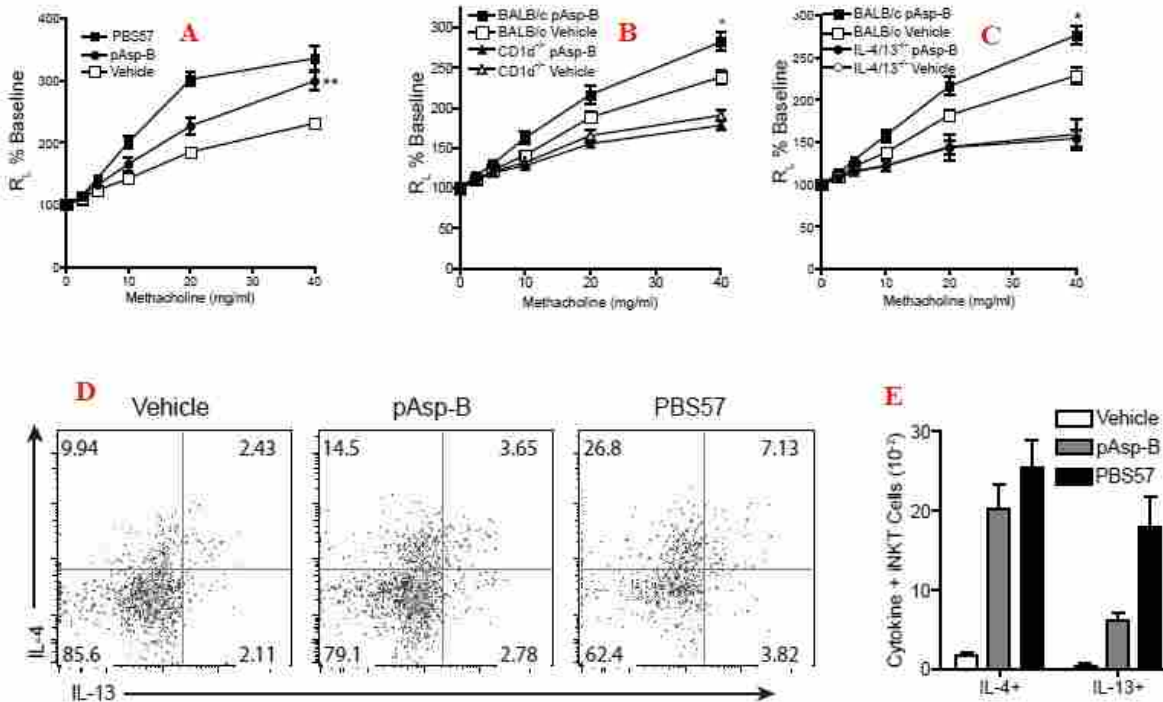 A
PBS57
pAsp-B
Vehicle
R_L % Baseline
400
300
200
100
0
**
0 10 20 30 40
Methacholine (mg/ml)
B
BALB/c pAsp-B
BALB/c Vehicle
CD1d-/- pAsp-B
CD1d-/- Vehicle
R_L % Baseline
300
250
200
150
100
50
0
*
0 10 20 30 40
Methacholine (mg/ml)
C
BALB/c pAsp-B
BALB/c Vehicle
IL-4/13-/- pAsp-B
IL-4/13-/- Vehicle
R_L % Baseline
300
250
200
150
100
50
0
*
0 10 20 30 40
Methacholine (mg/ml)
D
Vehicle
9.94 2.43
85.6 2.11
pAsp-B
14.5 3.65
79.1 2.78
PBS57
26.8 7.13
62.4 3.82
IL-4
IL-13
E
Vehicle
pAsp-B
PBS57
Cytokine + iNKT Cells (10⁻²)
30
20
10
0
IL-4+ IL-13+